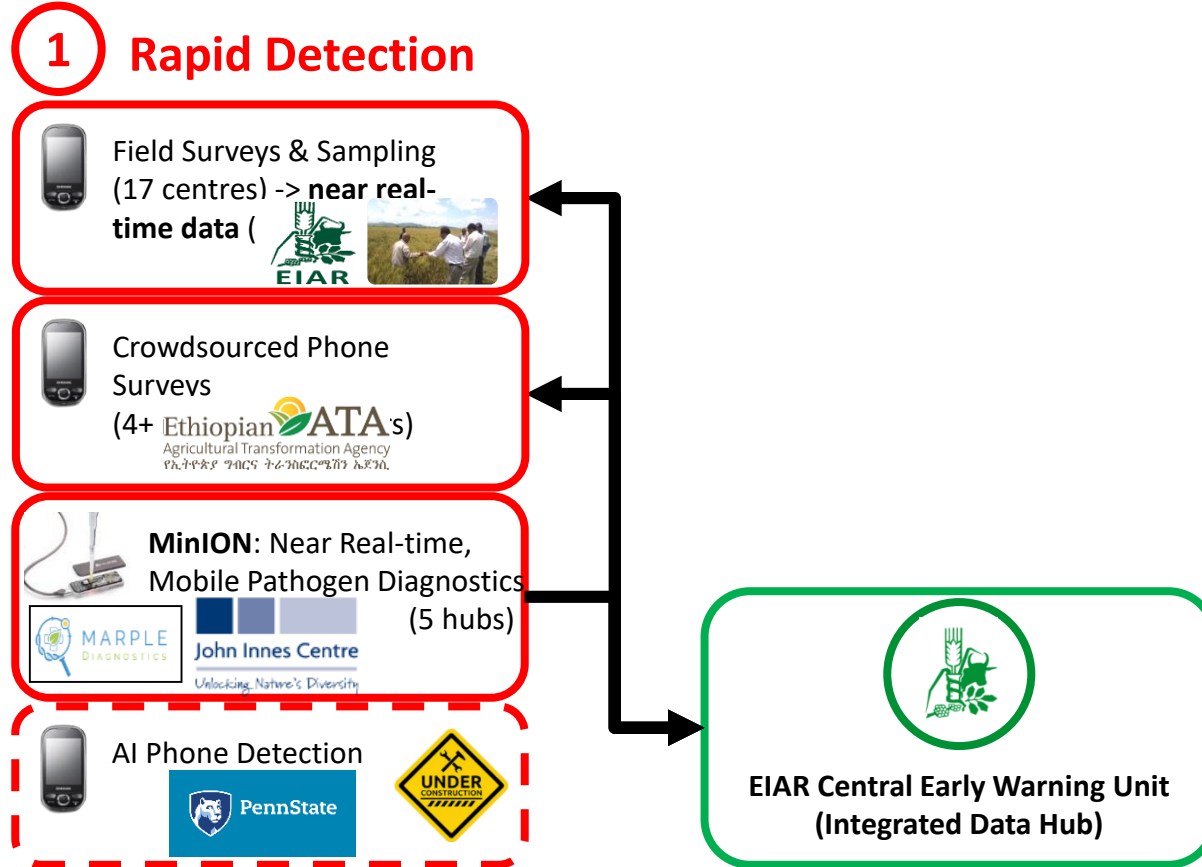 1 Rapid Detection
Field Surveys & Sampling
(17 centres) -> near real-
time data (
EIAR
Crowdsourced Phone
Surveys
(4+ Ethiopian ATA s)
Agricultural Transformation Agency
የኢትዮጵያ ግብርና ትራንስፎርሜሽን ኤጀንሲ
MinION: Near Real-time,
Mobile Pathogen Diagnostics
(5 hubs)
MARPLE
DIAGNOSTICS
John Innes Centre
Unlocking Nature's Diversity
AI Phone Detection
PennState
UNDER
CONSTRUCTION
EIAR Central Early Warning Unit
(Integrated Data Hub)